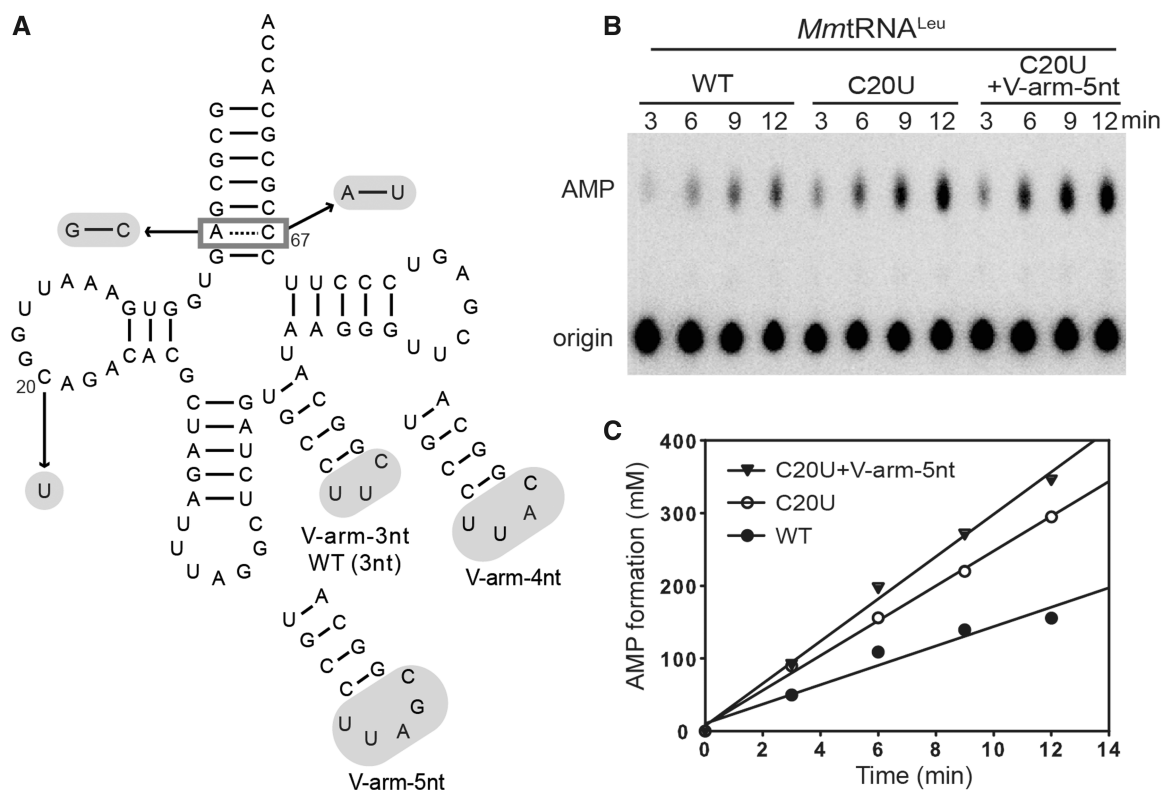 A
B
C
MmtRNALeu
WT
C20U
C20U
+V-arm-5nt
3 6 9 12 3 6 9 12 3 6 9 12 min
AMP
origin
A
C
C
A
G C
C G
G C
C G
G C
A C 67
G C
G C
A U
U
G
G U G A A A U U G G C A G A C A C
20
U
G
C G
U A
A U
G C
A U
U C
U G
U A G
U U C C C U G A
A A G G G U U C G
U
U A
G C
C G
C G
U U C
V-arm-3nt
WT (3nt)
U A
G C
C G
C G
U U A C
V-arm-4nt
U A
G C
C G
C G
U U A G C
V-arm-5nt
AMP formation (mM)
400
300
200
100
0
C20U+V-arm-5nt
C20U
WT
0 2 4 6 8 10 12 14
Time (min)